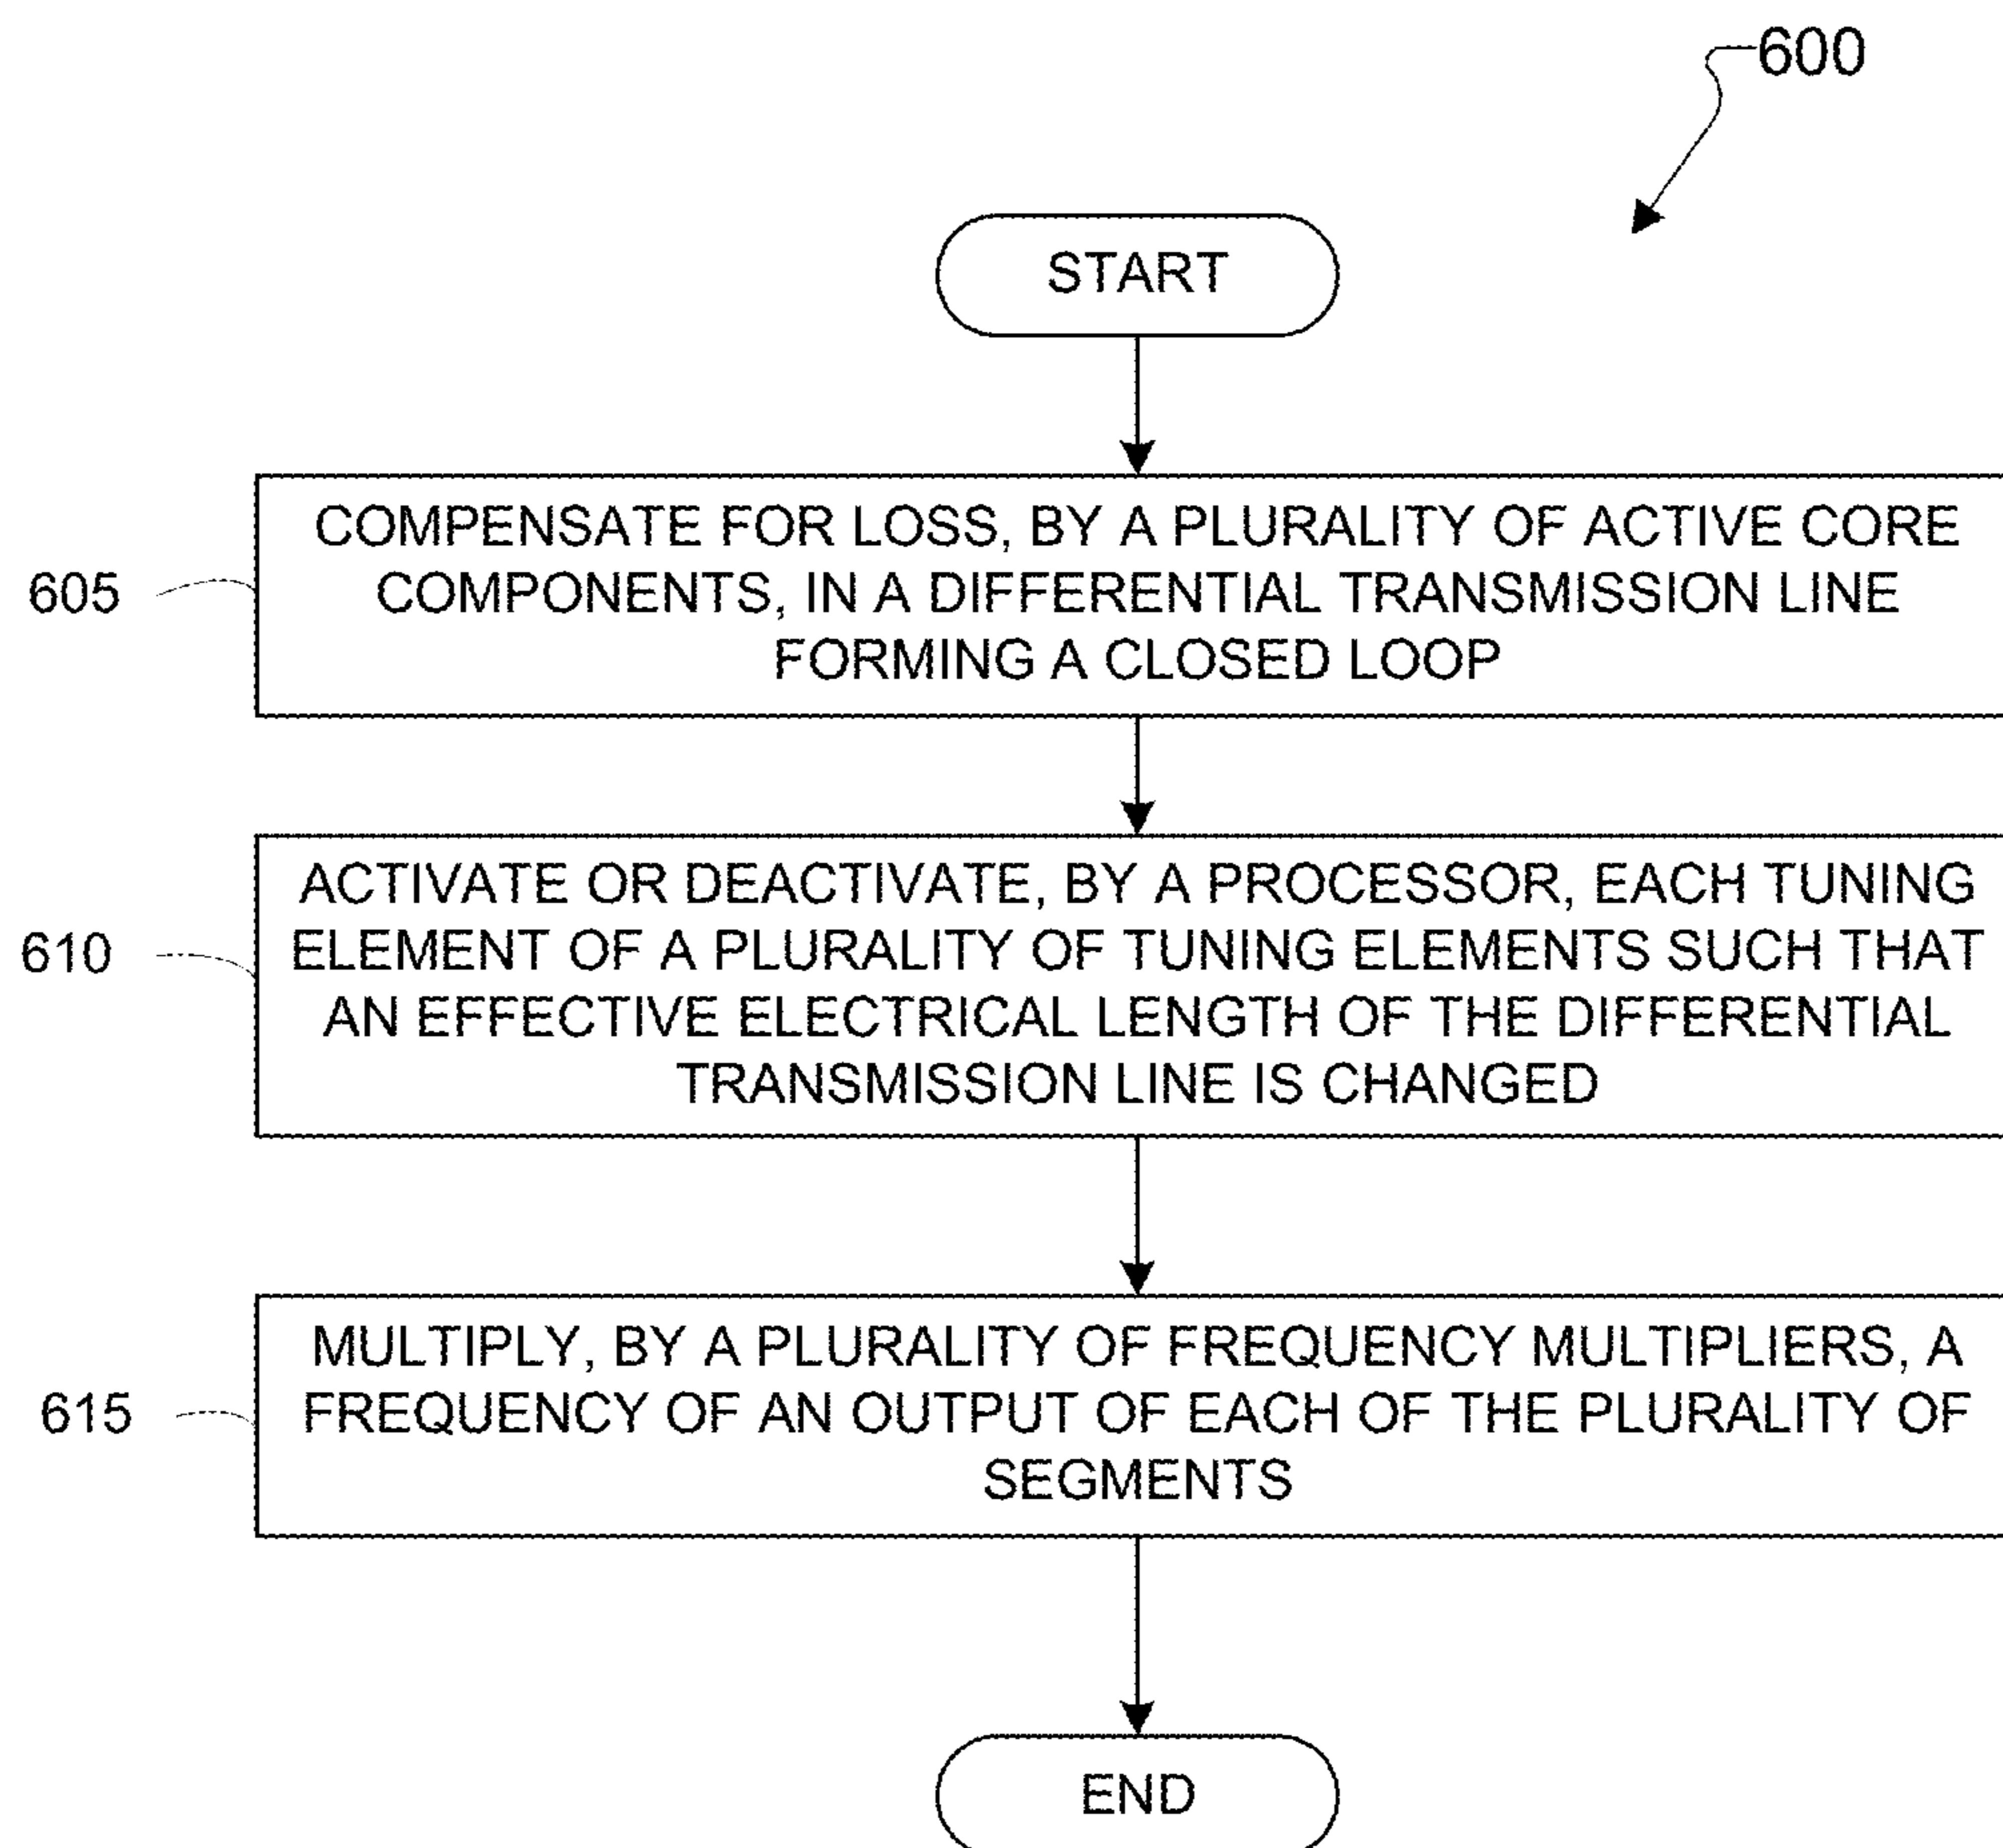 600
START
605
COMPENSATE FOR LOSS, BY A PLURALITY OF ACTIVE CORE
COMPONENTS, IN A DIFFERENTIAL TRANSMISSION LINE
FORMING A CLOSED LOOP
610
ACTIVATE OR DEACTIVATE, BY A PROCESSOR, EACH TUNING
ELEMENT OF A PLURALITY OF TUNING ELEMENTS SUCH THAT
AN EFFECTIVE ELECTRICAL LENGTH OF THE DIFFERENTIAL
TRANSMISSION LINE IS CHANGED
615
MULTIPLY, BY A PLURALITY OF FREQUENCY MULTIPLIERS, A
FREQUENCY OF AN OUTPUT OF EACH OF THE PLURALITY OF
SEGMENTS
END